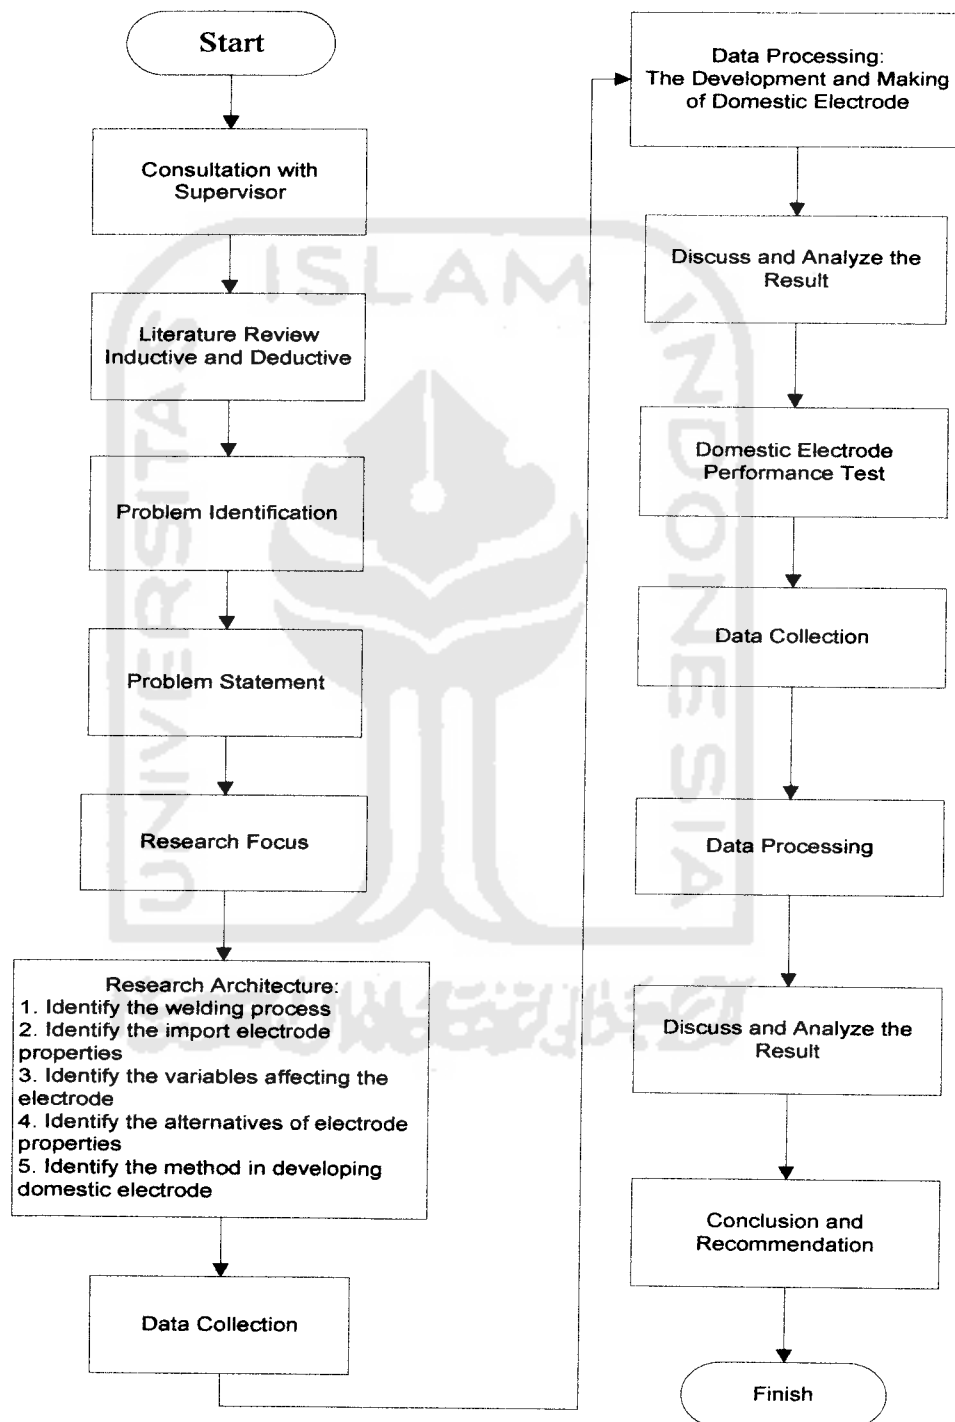 Start
Consultation with
Supervisor
Literature Review
Inductive and Deductive
Problem Identification
Problem Statement
Research Focus
Research Architecture:
1. Identify the welding process
2. Identify the import electrode
properties
3. Identify the variables affecting the
electrode
4. Identify the alternatives of electrode
properties
5. Identify the method in developing
domestic electrode
Data Collection
Data Processing:
The Development and Making
of Domestic Electrode
Discuss and Analyze the
Result
Domestic Electrode
Performance Test
Data Collection
Data Processing
Discuss and Analyze the
Result
Conclusion and
Recommendation
Finish
UNIVERSITAS
ISLAM
INDONESIA